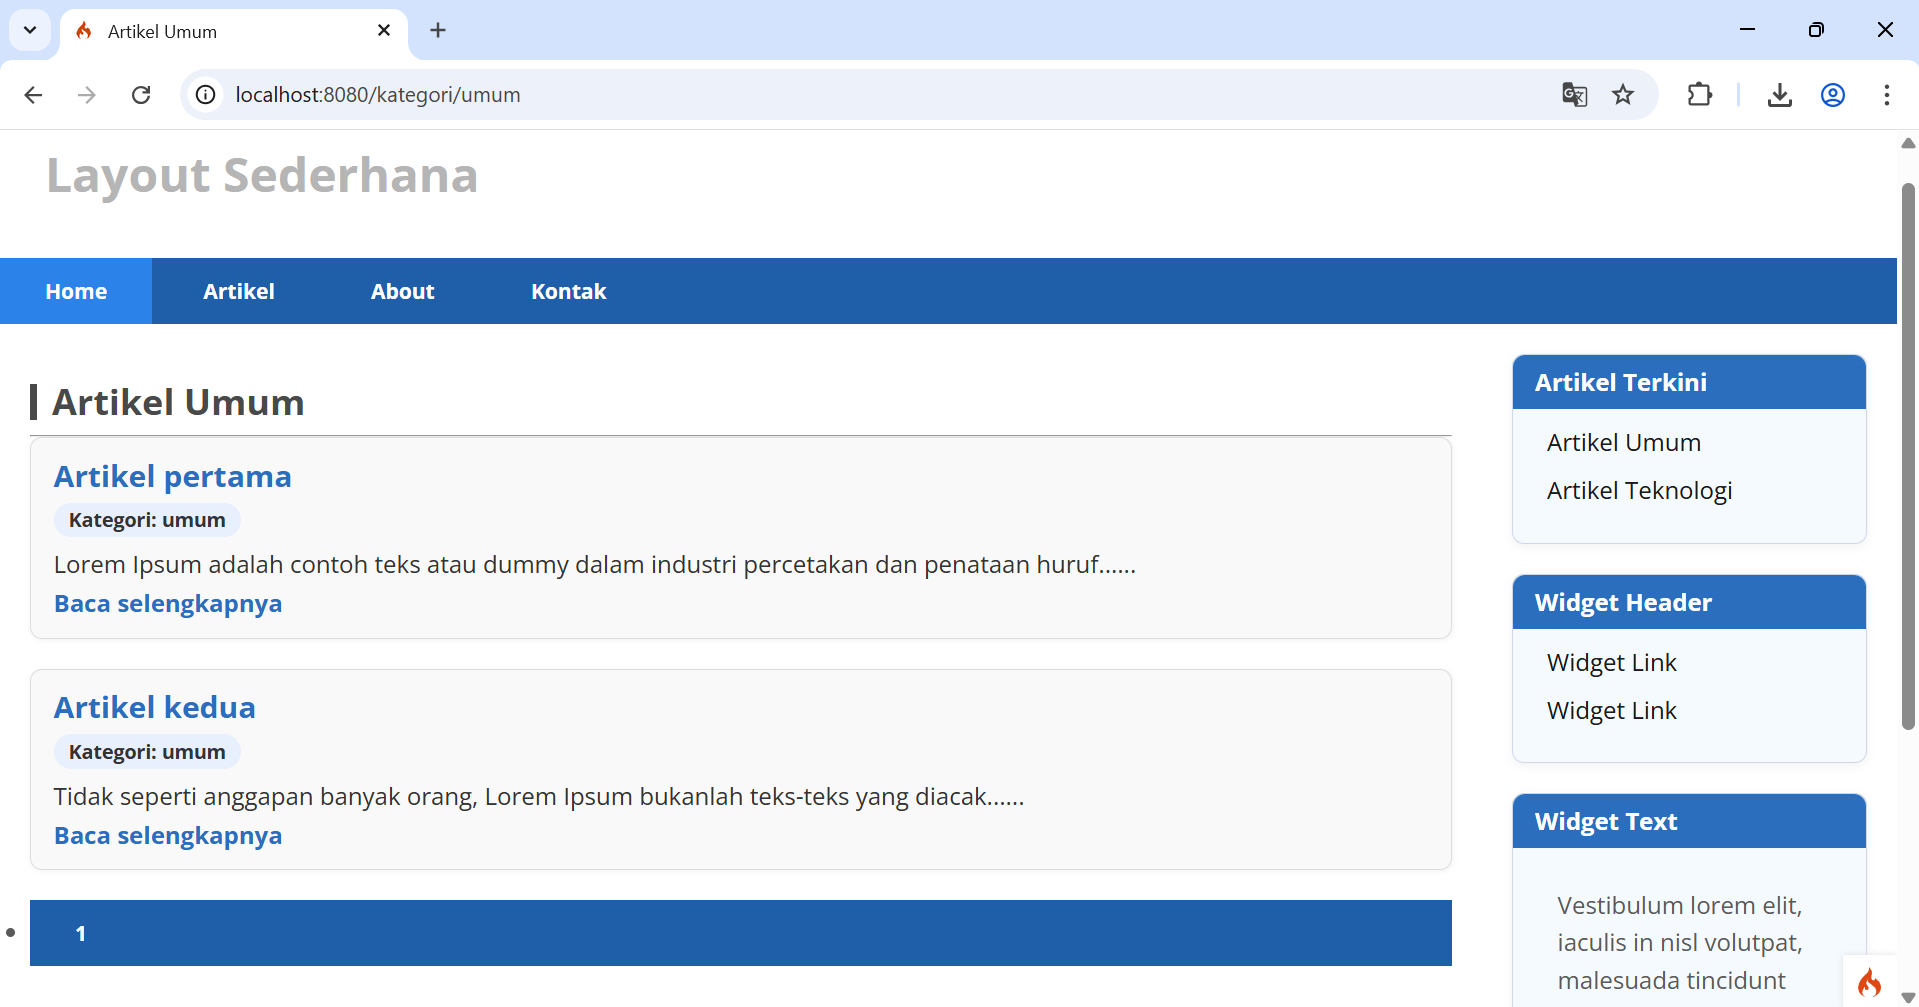 Artikel Umum
localhost:8080/kategori/umum
Layout Sederhana
Home Artikel About Kontak
Artikel Umum
Artikel pertama
Kategori: umum
Lorem Ipsum adalah contoh teks atau dummy dalam industri percetakan dan penataan huruf......
Baca selengkapnya
Artikel kedua
Kategori: umum
Tidak seperti anggapan banyak orang, Lorem Ipsum bukanlah teks-teks yang diacak......
Baca selengkapnya
1
Artikel Terkini
Artikel Umum
Artikel Teknologi
Widget Header
Widget Link
Widget Link
Widget Text
Vestibulum lorem elit,
iaculis in nisl volutpat,
malesuada tincidunt